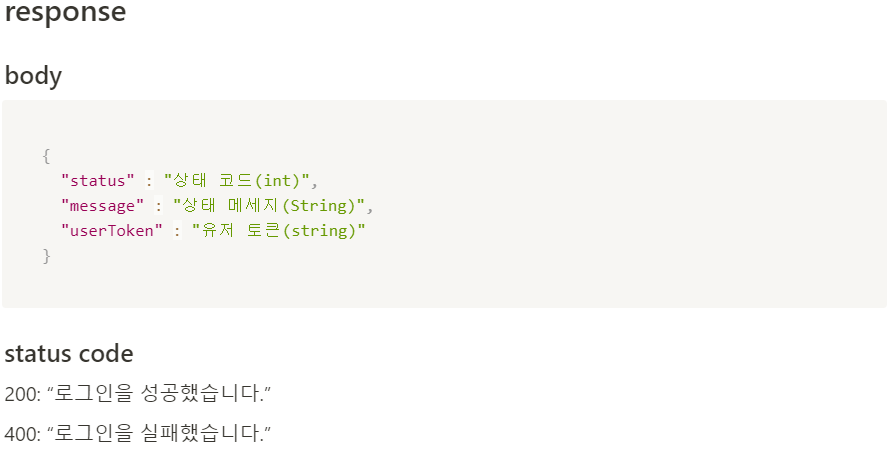 response
body
{
"status" : "상태 코드(int)",
"message" : "상태 메세지(String)",
"userToken" : "유저 토큰(string)"
}
status code
200: “로그인을 성공했습니다.”
400: “로그인을 실패했습니다.”